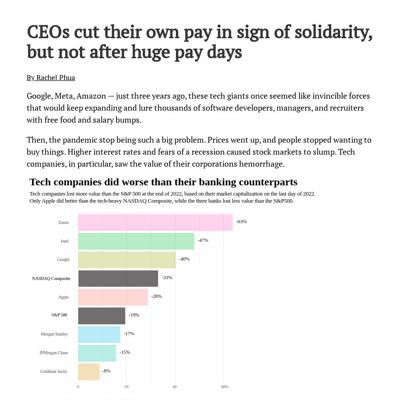 CEOs cut their own pay in sign of solidarity,
but not after huge pay days
By Rachel Phua
Google, Meta, Amazon — just three years ago, these tech giants once seemed like invincible forces
that would keep expanding and lure thousands of software developers, managers, and recruiters
with free food and salary bumps.
Then, the pandemic stop being such a big problem. Prices went up, and people stopped wanting to
buy things. Higher interest rates and fears of a recession caused stock markets to slump. Tech
companies, in particular, saw the value of their corporations hemorrhage.
Tech companies did worse than their banking counterparts
Tech companies lost more value than the S&P 500 at the end of 2022, based on their market capitalization on the last day of 2022.
Only Apple did better than the tech-heavy NASDAQ Composite, while the three banks lost less value than the S&P500.
Zoom -63%
Intel -47%
Google -40%
NASDAQ Composite -33%
Apple -28%
S&P 500 -19%
Morgan Stanley -17%
JPMorgan Chase -15%
Goldman Sachs -8%
0 20 40 60%